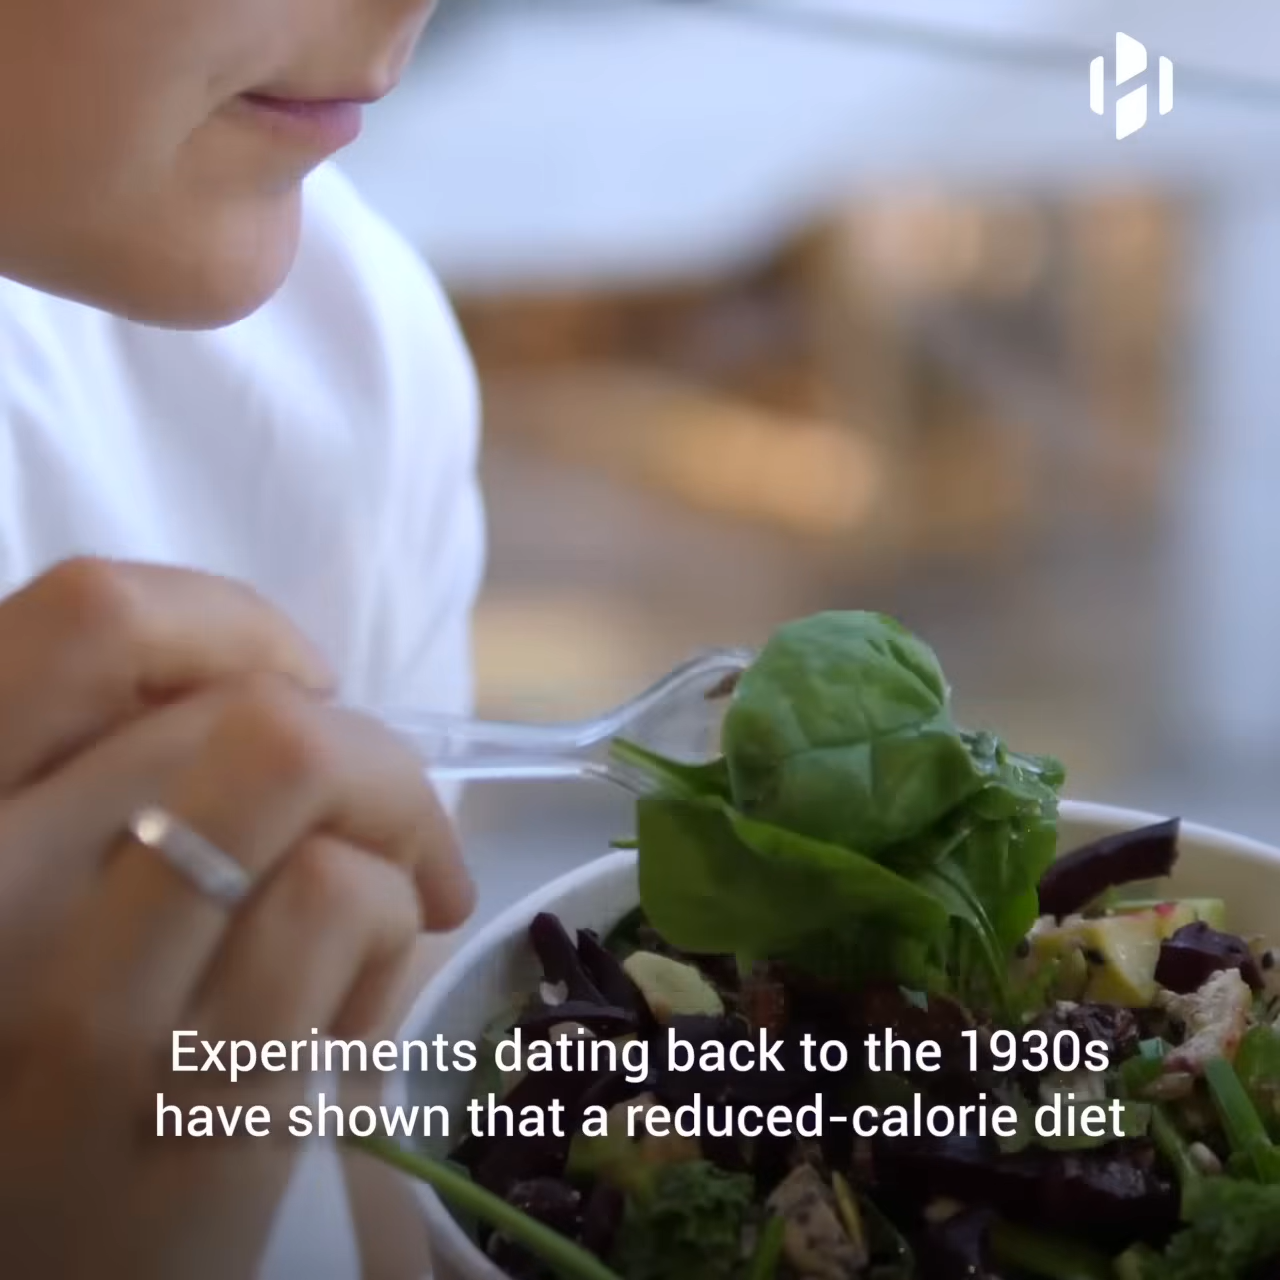 Experiments dating back to the 1930s
have shown that a reduced-calorie diet